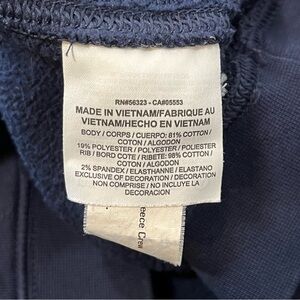 RN#56323 - CA#05553
MADE IN VIETNAM/FABRIQUE AU
VIETNAM/HECHO EN VIETNAM
BODY / CORPS / CUERPO: 81% COTTON /
COTON / ALGODON
19% POLYESTER / POLYESTER / POLIESTER
RIB / BORD COTE / RIBETE: 98% COTTON /
COTON / ALGODON
2% SPANDEX / ELASTHANNE / ELASTANO
EXCLUSIVE OF DECORATION / DECORATION
NON COMPRISE / NO INCLUYE LA
DECORACION
eece Crew